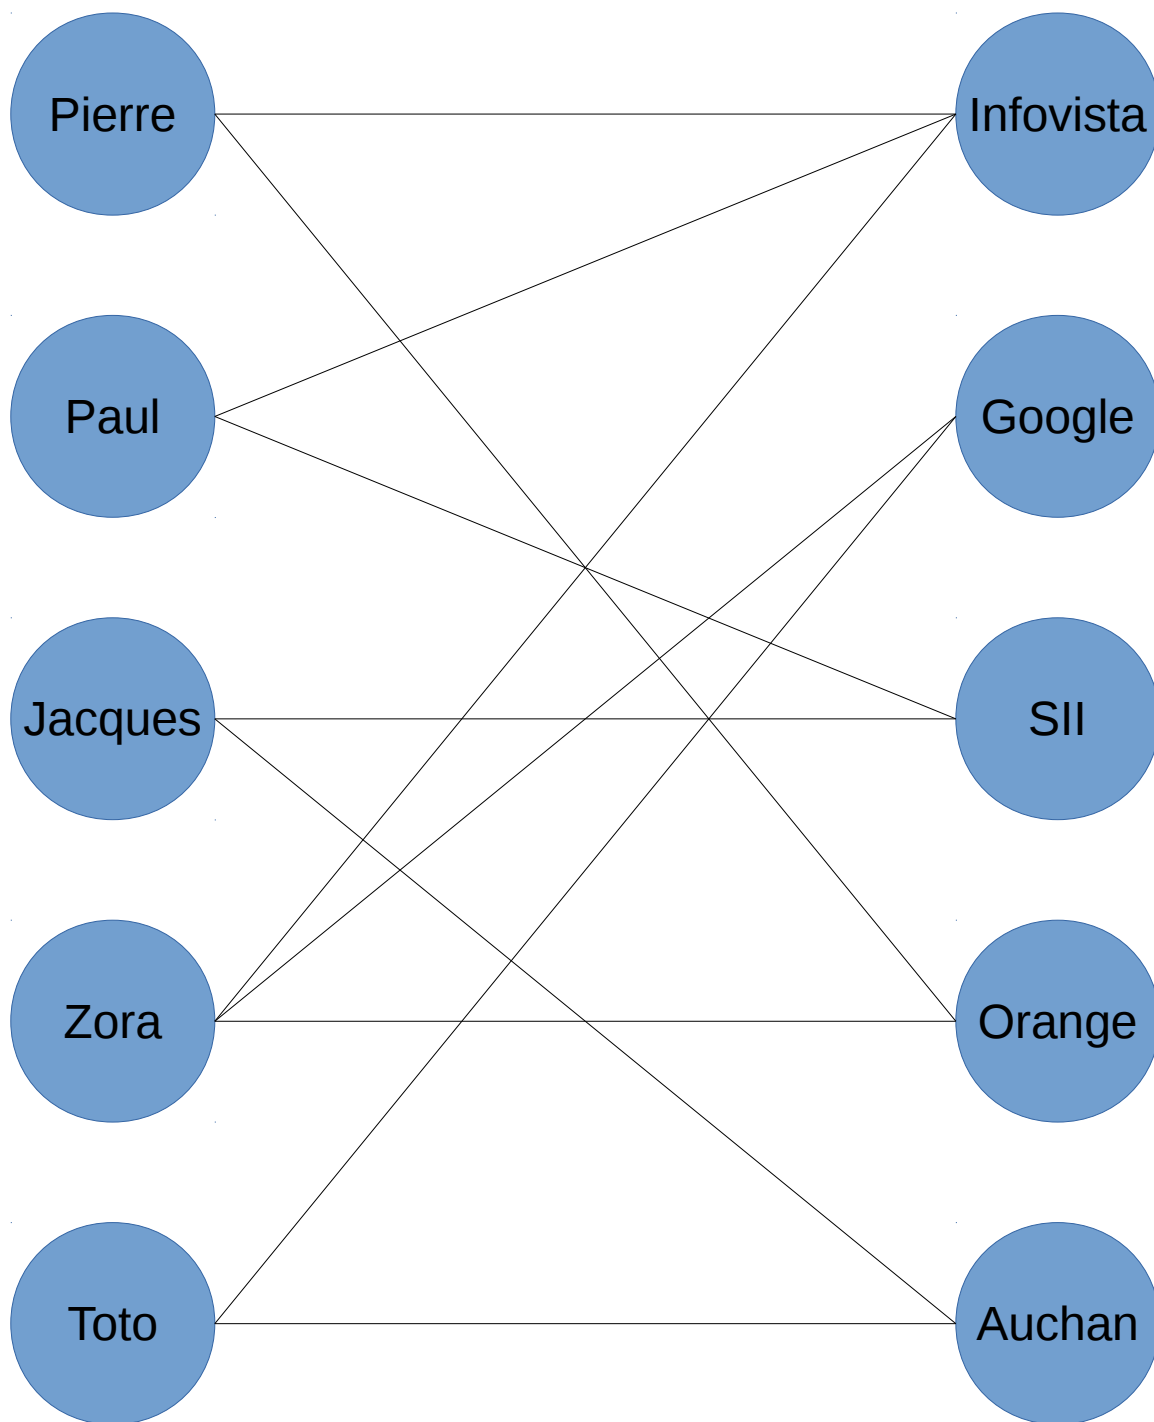 Pierre
Infovista
Paul
Google
Jacques
SII
Zora
Orange
Toto
Auchan